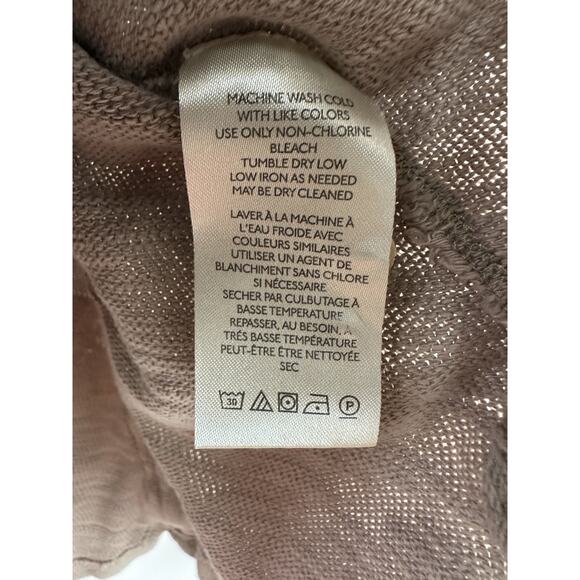 MACHINE WASH COLD
WITH LIKE COLORS
USE ONLY NON-CHLORINE
BLEACH
TUMBLE DRY LOW
LOW IRON AS NEEDED
MAY BE DRY CLEANED
LAVER À LA MACHINE À
L'EAU FROIDE AVEC
COULEURS SIMILAIRES
UTILISER UN AGENT DE
BLANCHIMENT SANS CHLORE
SI NÉCESSAIRE
SECHER PAR CULBUTAGE À
BASSE TEMPERATURE
REPASSER, AU BESOIN, À
TRÉS BASSE TEMPÉRATURE
PEUT-ÊTRE ÊTRE NETTOYÉE
SEC
30 P